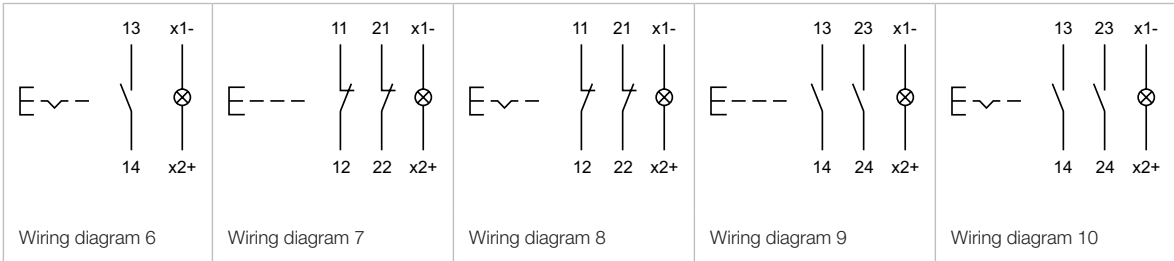 13 x1-
14 x2+
Wiring diagram 6
11 21 x1-
12 22 x2+
Wiring diagram 7
11 21 x1-
12 22 x2+
Wiring diagram 8
13 23 x1-
14 24 x2+
Wiring diagram 9
13 23 x1-
14 24 x2+
Wiring diagram 10